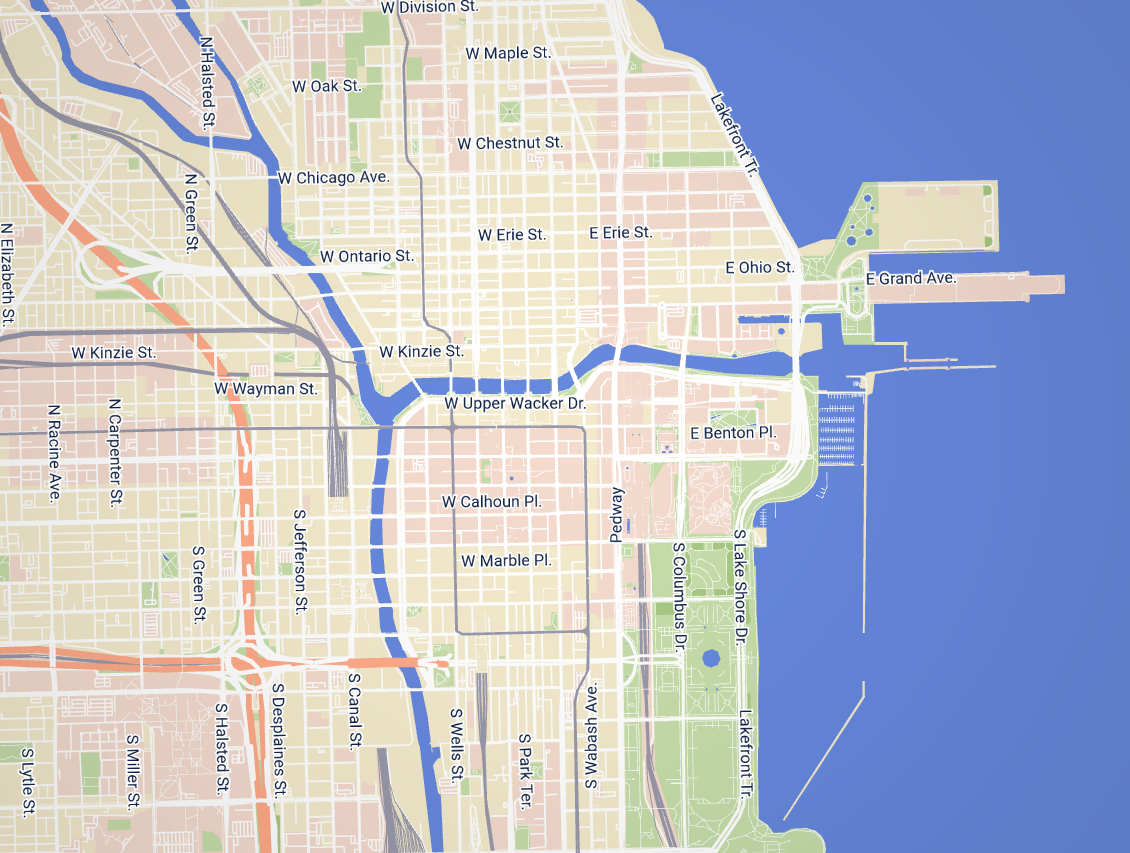 W Division St.
W Maple St.
N Halsted St.
W Oak St.
Lakefront Tr.
W Chestnut St.
W Chicago Ave.
N Green St.
N Elizabeth St.
W Erie St.
E Erie St.
W Ontario St.
E Ohio St.
E Grand Ave.
W Kinzie St.
W Kinzie St.
W Wayman St.
W Upper Wacker Dr.
N Racine Ave.
N Carpenter St.
E Benton Pl.
W Calhoun Pl.
Pedway
S Jefferson St.
S Green St.
W Marble Pl.
S Columbus Dr.
S Lake Shore Dr.
S Halsted St.
S Desplaines St.
S Canal St.
S Wells St.
S Park Ter.
S Wabash Ave.
Lakefront Tr.
S Lytle St.
S Miller St.